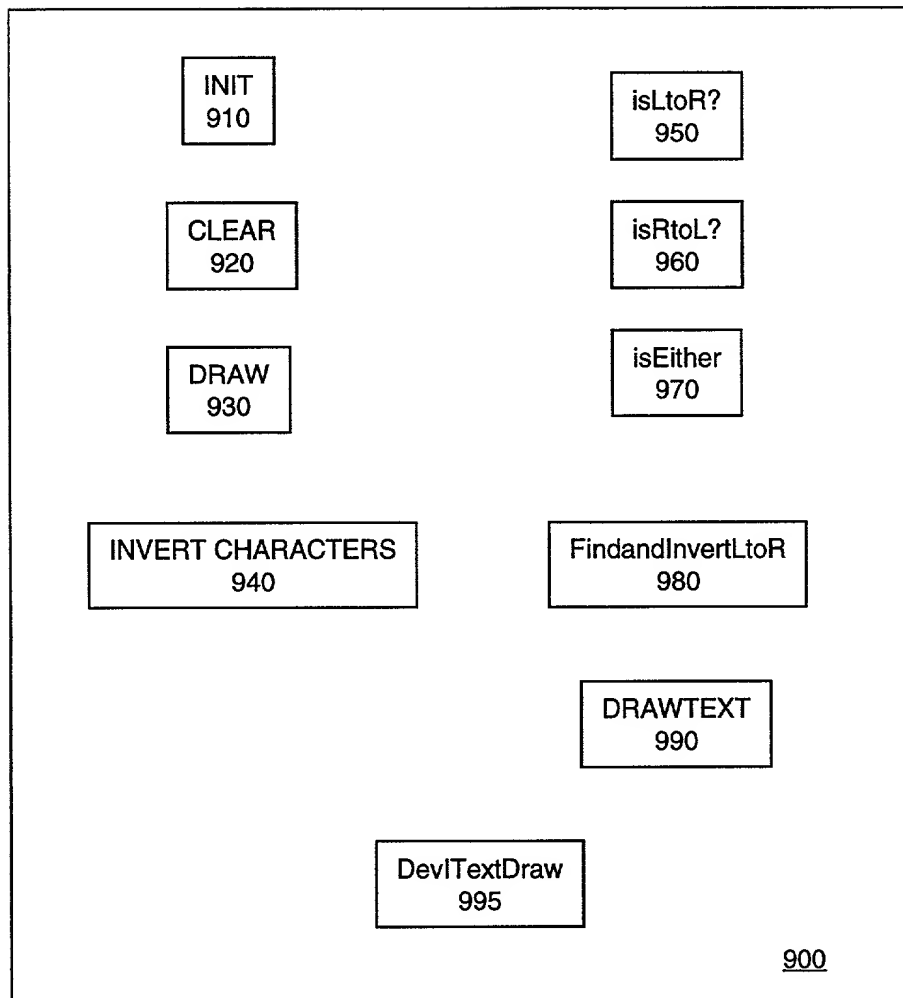 INIT
910
isLtoR?
950
CLEAR
920
isRtoL?
960
DRAW
930
isEither
970
INVERT CHARACTERS
940
FindandInvertLtoR
980
DRAWTEXT
990
DevITextDraw
995
900